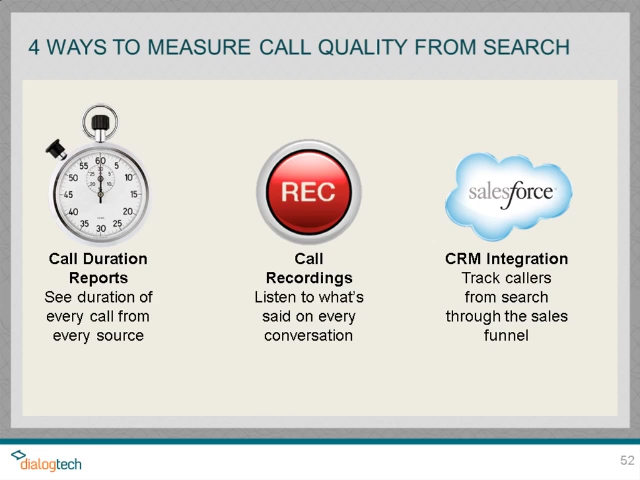 4 WAYS TO MEASURE CALL QUALITY FROM SEARCH
60
5
10
15
20
25
30
35
40
45
50
55
REC
salesforce
Call Duration
Reports
See duration of
every call from
every source
Call
Recordings
Listen to what's
said on every
conversation
CRM Integration
Track callers
from search
through the sales
funnel
dialogtech
52